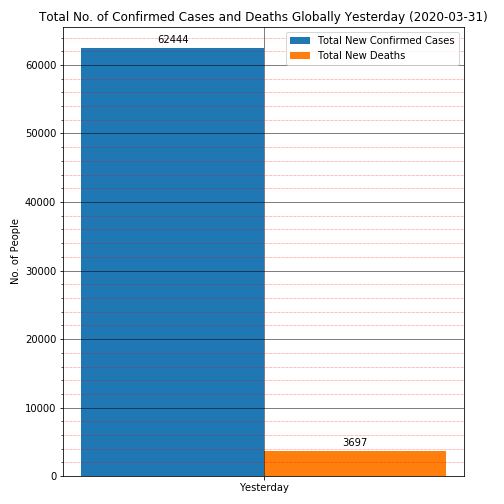 Total No. of Confirmed Cases and Deaths Globally Yesterday (2020-03-31)
62444
Total New Confirmed Cases
Total New Deaths
60000
50000
40000
30000
20000
10000
0
No. of People
3697
Yesterday